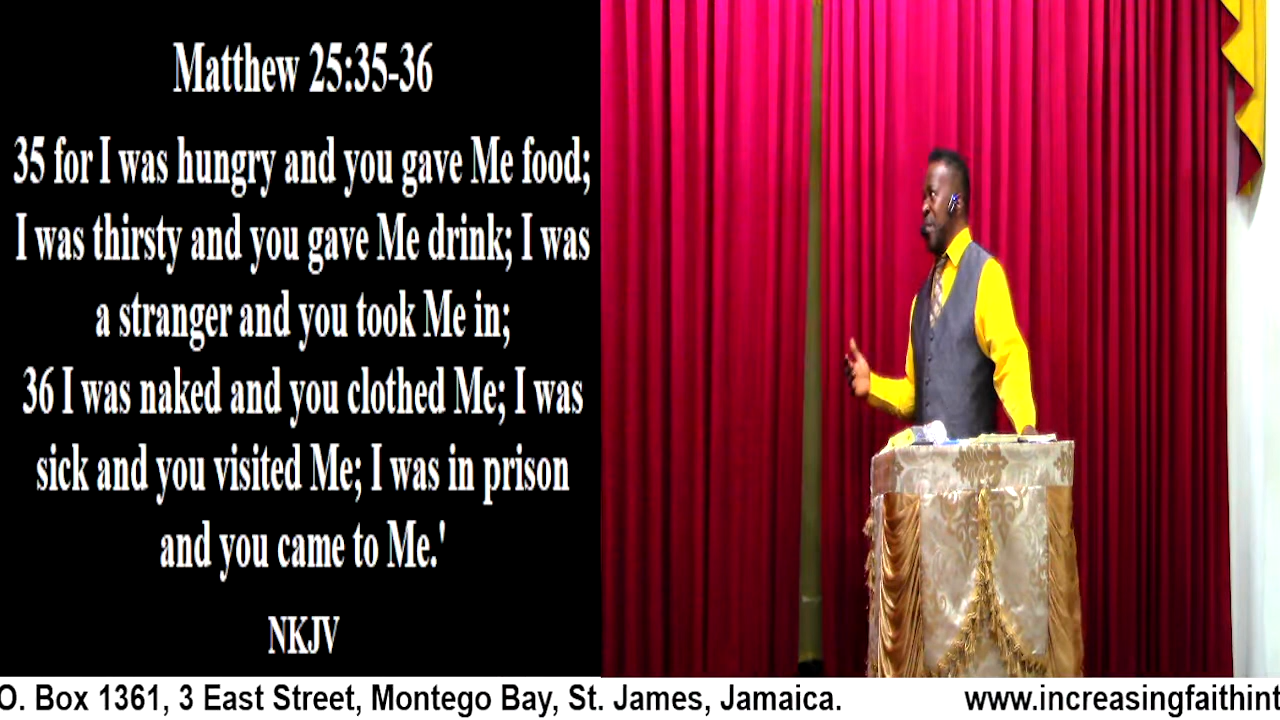 Matthew 25:35-36
35 for I was hungry and you gave Me food;
I was thirsty and you gave Me drink; I was
a stranger and you took Me in;
36 I was naked and you clothed Me; I was
sick and you visited Me; I was in prison
and you came to Me.'
NKJV
O. Box 1361, 3 East Street, Montego Bay, St. James, Jamaica. www.increasingfaithint